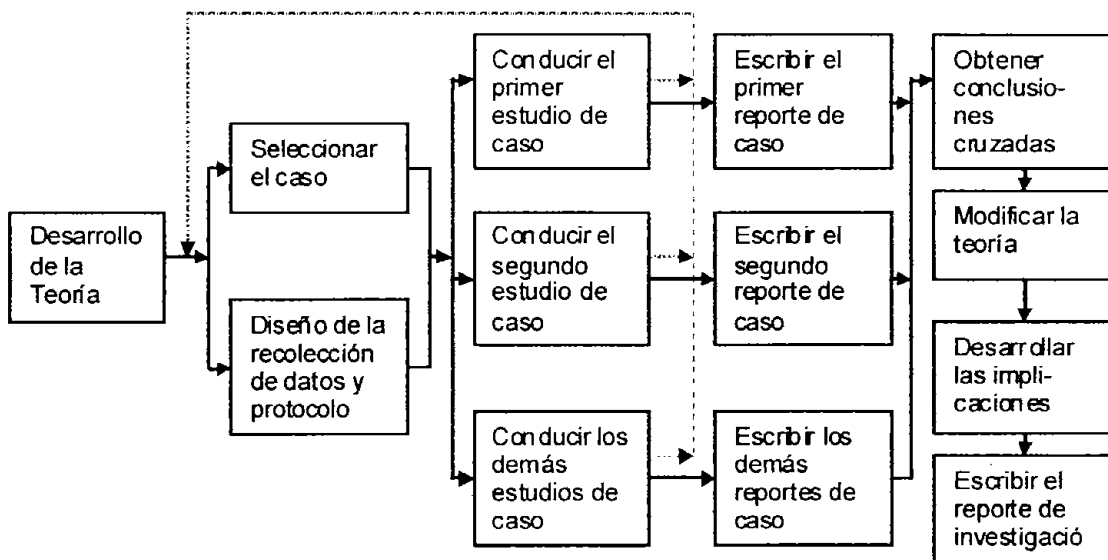 Desarrollo
de la
Teoría
Seleccionar
el caso
Diseño de la
recolección
de datos y
protocolo
Conducir el
primer
estudio de
caso
Conducir el
segundo
estudio de
caso
Conducir los
demás
estudios de
caso
Escribir el
primer
reporte de
caso
Escribir el
segundo
reporte de
caso
Escribir los
demás
reportes de
caso
Obtener
conclusio-
nes
cruzadas
Modificar la
teoría
Desarrollar
las impli-
caciones
Escribir el
reporte de
investigació